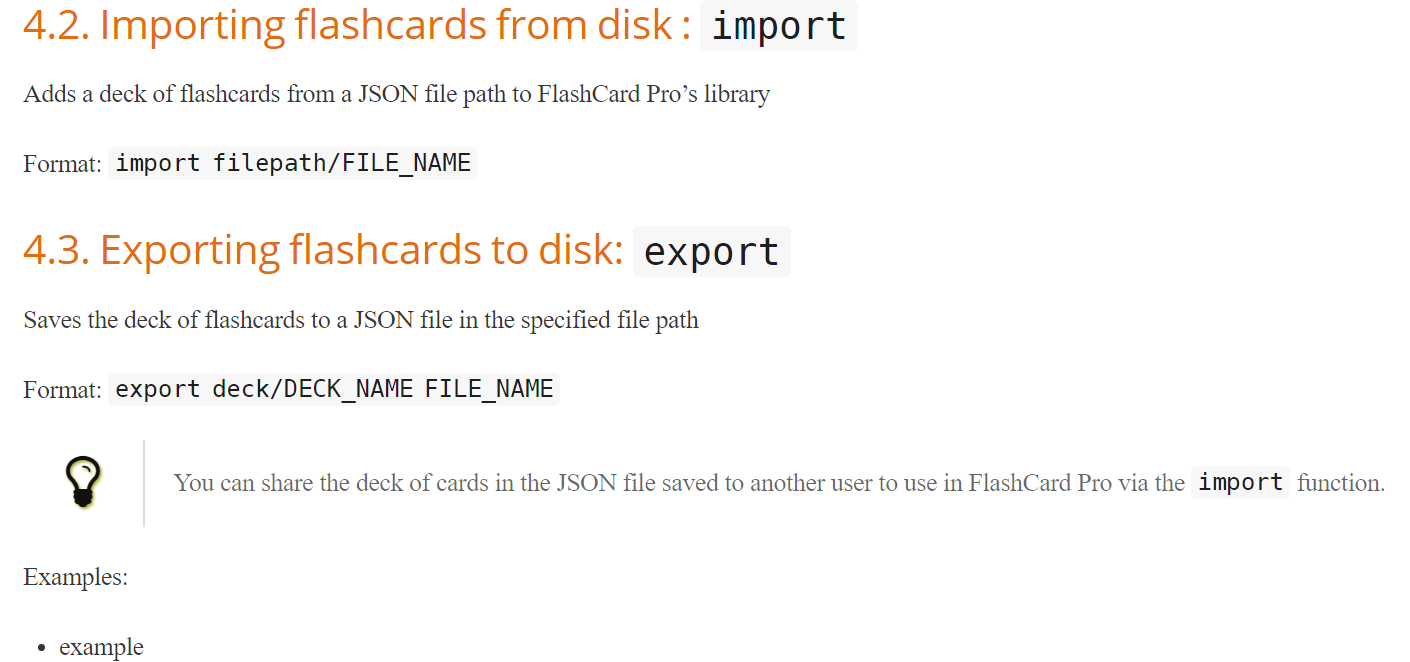 4.2. Importing flashcards from disk : import
Adds a deck of flashcards from a JSON file path to FlashCard Pro’s library
Format: import filepath/FILE_NAME
4.3. Exporting flashcards to disk: export
Saves the deck of flashcards to a JSON file in the specified file path
Format: export deck/DECK_NAME FILE_NAME
You can share the deck of cards in the JSON file saved to another user to use in FlashCard Pro via the import function.
Examples:
• example